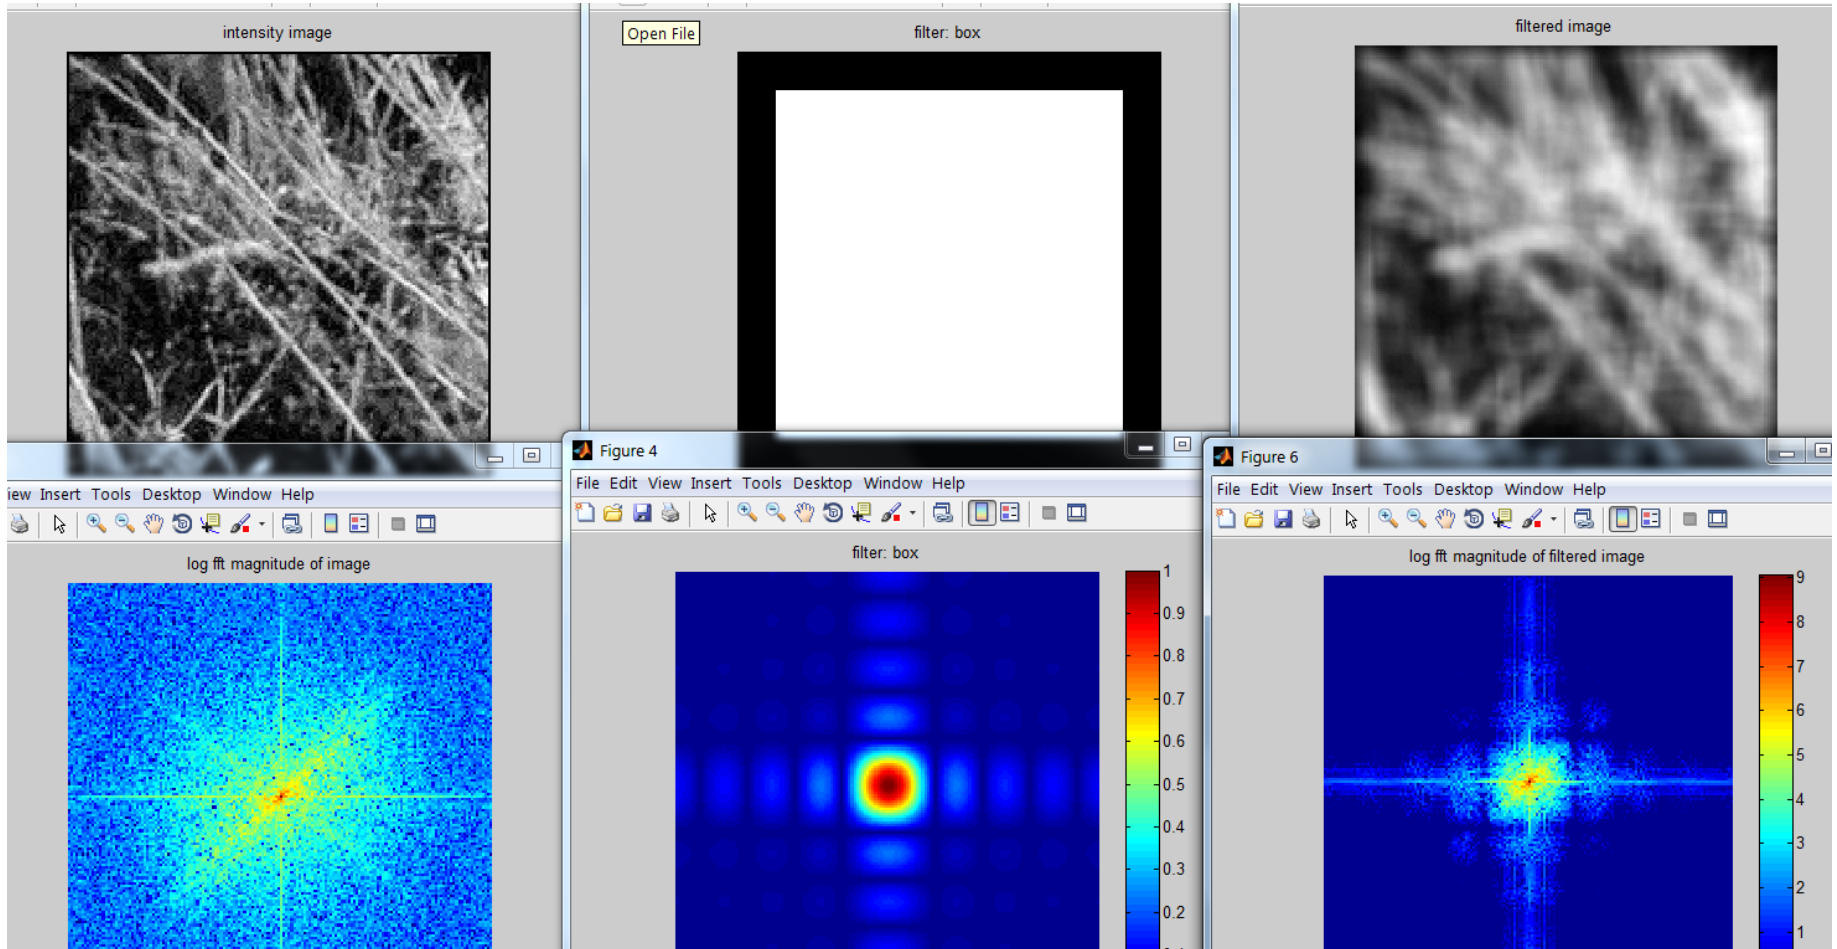 intensity image
Open File
filter: box
filtered image
Figure 4
Figure 6
iew Insert Tools Desktop Window Help
File Edit View Insert Tools Desktop Window Help
File Edit View Insert Tools Desktop Window Help
log fft magnitude of image
filter: box
1
0.9
0.8
0.7
0.6
0.5
0.4
0.3
0.2
log fft magnitude of filtered image
9
8
7
6
5
4
3
2
1